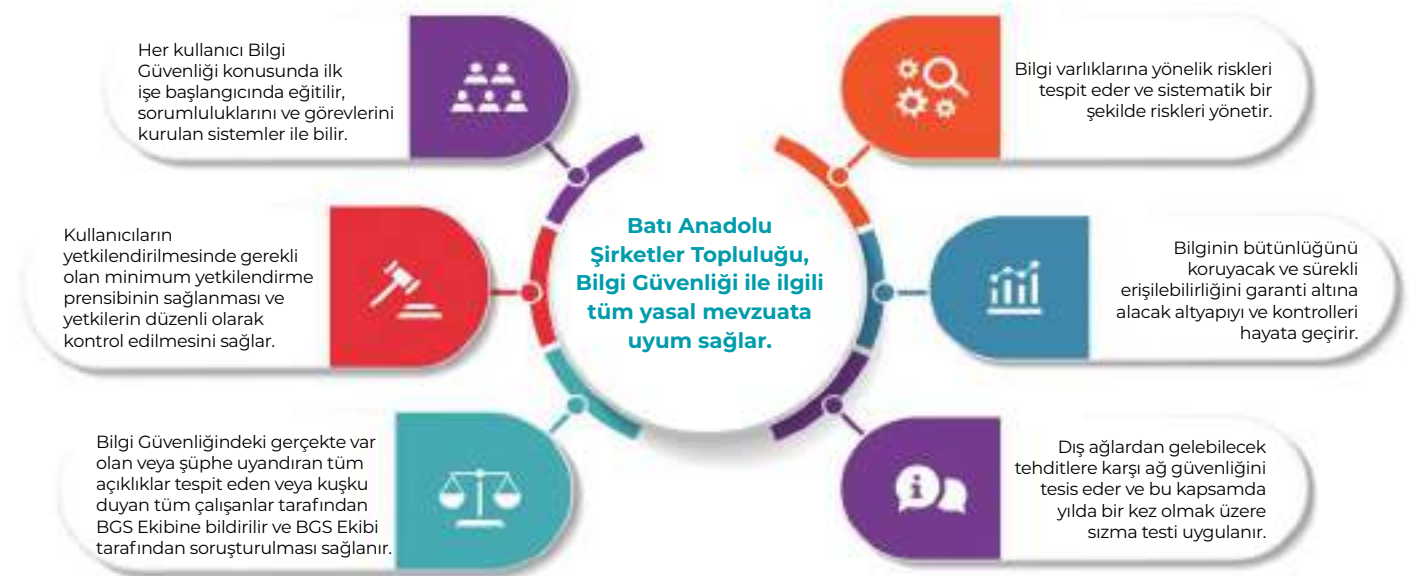 Her kullanıcı Bilgi
Güvenliği konusunda ilk
işe başlangıcında eğitilir,
sorumluluklarını ve görevlerini
kurulan sistemler ile bilir.
Kullanıcıların
yetkilendirilmesinde gerekli
olan minimum yetkilendirme
prensibinin sağlanması ve
yetkilerin düzenli olarak
kontrol edilmesini sağlar.
Bilgi Güvenliğindeki gerçekte var
olan veya şüphe uyandıran tüm
açıklıklar tespit eden veya kuşku
duyan tüm çalışanlar tarafından
BGS Ekibine bildirilir ve BGS Ekibi
tarafından soruşturulması sağlanır.
Batı Anadolu
Şirketler Topluluğu,
Bilgi Güvenliği ile ilgili
tüm yasal mevzuata
uyum sağlar.
Bilgi varlıklarına yönelik riskleri
tespit eder ve sistematik bir
şekilde riskleri yönetir.
Bilginin bütünlüğünü
koruyacak ve sürekli
erişilebilirliğini garanti altına
alacak altyapıyı ve kontrolleri
hayata geçirir.
Dış ağlardan gelebilecek
tehditlere karşı ağ güvenliğini
tesis eder ve bu kapsamda
yılda bir kez olmak üzere
sızma testi uygulanır.